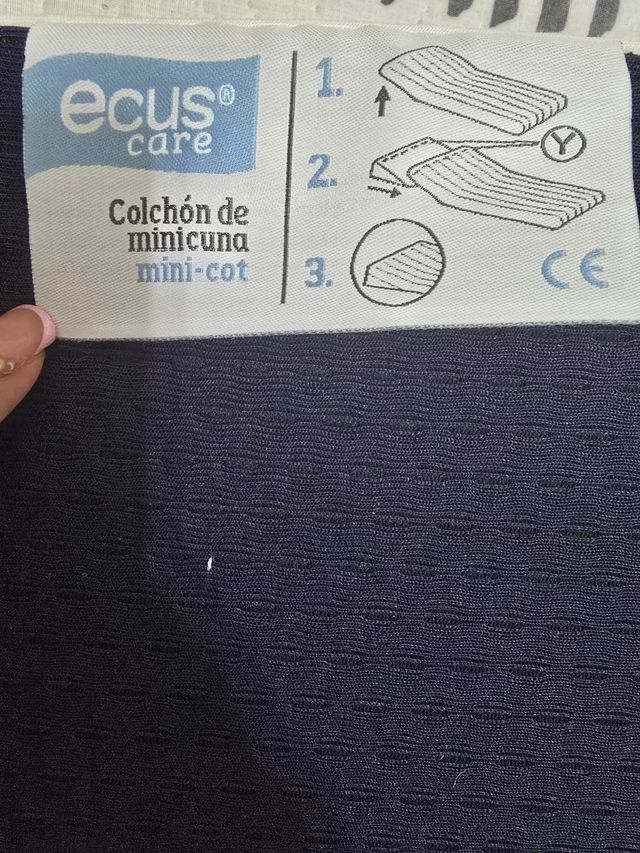 ecus®
care
Colchón de
minicuna
mini-cot
1.
2.
Y
3.
CE